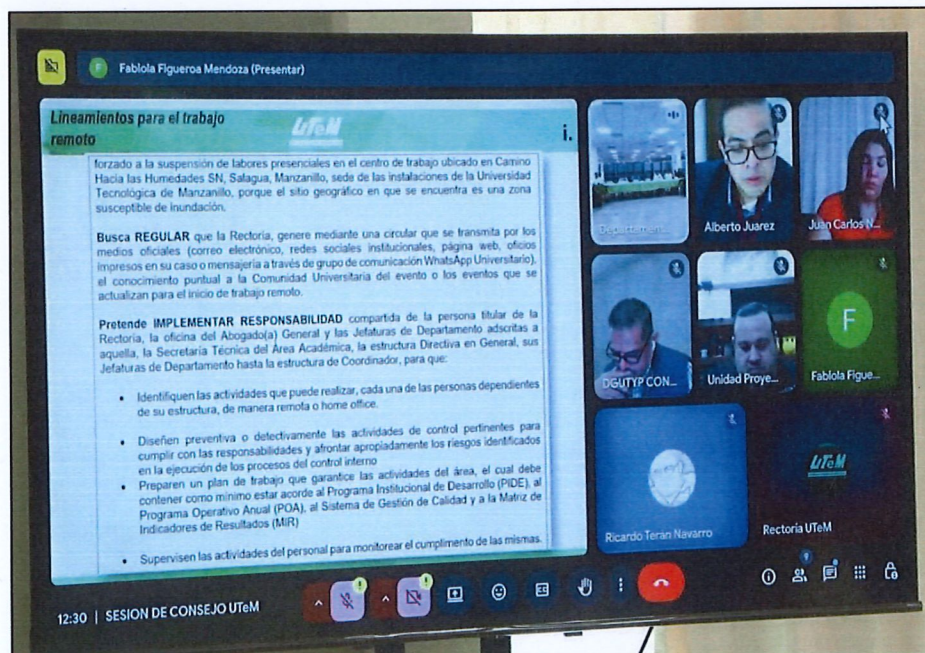 F
Fabiola Figueroa Mendoza (Presentar)
Lineamientos para el trabajo
remoto
UTeM
i.
forzado a la suspensión de labores presenciales en el centro de trabajo ubicado en Camino
Hacia las Humedades SN, Salagua, Manzanillo, sede de las instalaciones de la Universidad
Tecnológica de Manzanillo, porque el sitio geográfico en que se encuentra es una zona
susceptible de inundación.
Busca REGULAR que la Rectoría, genere mediante una circular que se transmita por los
medios oficiales (correo electrónico, redes sociales institucionales, página web, oficios
impresos en su caso o mensajería a través de grupo de comunicación WhatsApp Universitario),
el conocimiento puntual a la Comunidad Universitaria del evento o los eventos que se
actualizan para el inicio de trabajo remoto.
Pretende IMPLEMENTAR RESPONSABILIDAD compartida de la persona titular de la
Rectoría, la oficina del Abogado(a) General y las Jefaturas de Departamento adscritas a
aquella, la Secretaría Técnica del Área Académica, la estructura Directiva en General, sus
Jefaturas de Departamento hasta la estructura de Coordinador, para que:
• Identifiquen las actividades que puede realizar, cada una de las personas dependientes
de su estructura, de manera remota o home office.
• Diseñen preventiva o detectivamente las actividades de control pertinentes para
cumplir con las responsabilidades y afrontar apropiadamente los riesgos identificados
en la ejecución de los procesos del control interno
• Preparen un plan de trabajo que garantice las actividades del área, el cual debe
contener como mínimo estar acorde al Programa Institucional de Desarrollo (PIDE), al
Programa Operativo Anual (POA), al Sistema de Gestión de Calidad y a la Matriz de
Indicadores de Resultados (MIR)
• Supervisen las actividades del personal para monitorear el cumplimento de las mismas.
Departamen...
Alberto Juarez
Juan Carlos N...
DGUTYP CON...
Unidad Proye...
F
Fabiola Figue...
Ricardo Terán Navarro
UTeM
Rectoria UTeM
12:30 | SESION DE CONSEJO UTeM
9